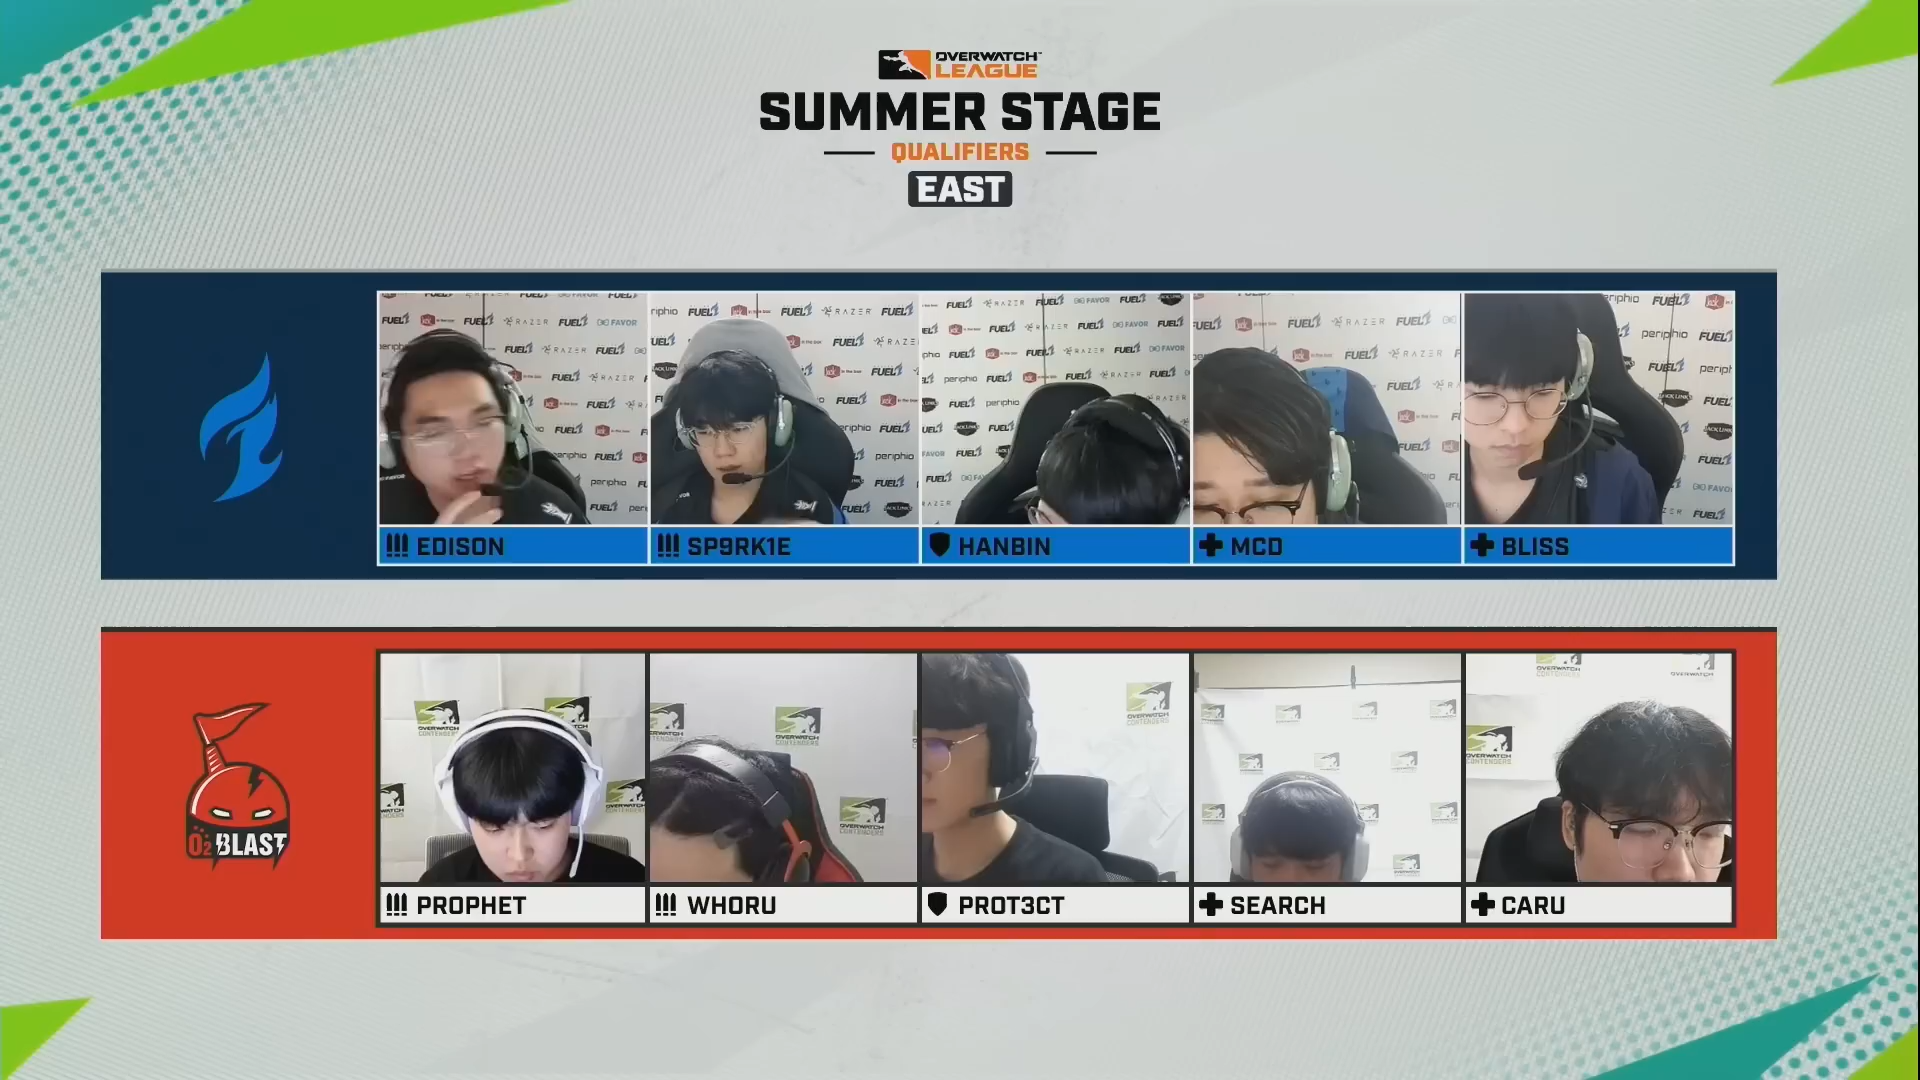 OVERWATCH
LEAGUE
SUMMER STAGE
QUALIFIERS
EAST
EDISON
SP9RK1E
HANBIN
MCD
BLISS
O2 BLAST
PROPHET
WHORU
PROT3CT
SEARCH
CARU